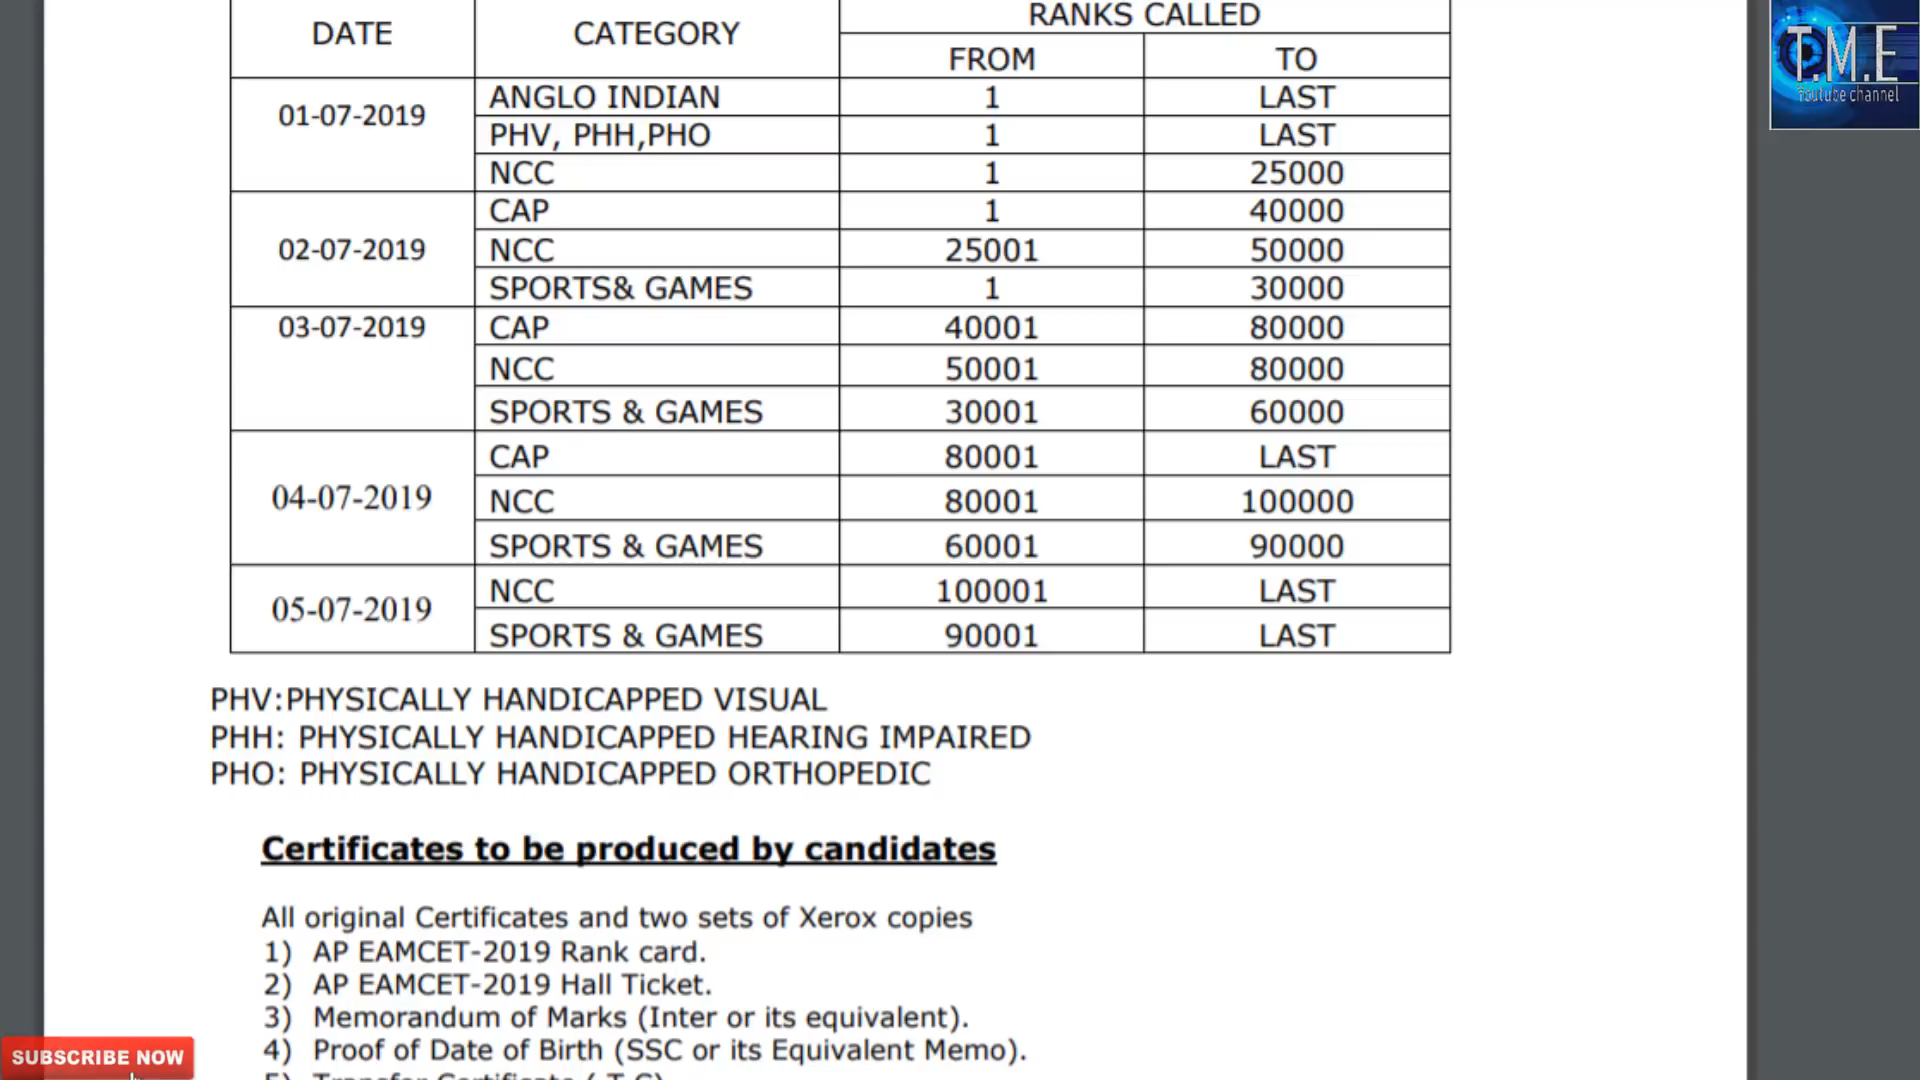 DATE CATEGORY RANKS CALLED
FROM TO
01-07-2019 ANGLO INDIAN 1 LAST
PHV, PHH,PHO 1 LAST
NCC 1 25000
02-07-2019 CAP 1 40000
NCC 25001 50000
SPORTS& GAMES 1 30000
03-07-2019 CAP 40001 80000
NCC 50001 80000
SPORTS & GAMES 30001 60000
04-07-2019 CAP 80001 LAST
NCC 80001 100000
SPORTS & GAMES 60001 90000
05-07-2019 NCC 100001 LAST
SPORTS & GAMES 90001 LAST
PHV:PHYSICALLY HANDICAPPED VISUAL
PHH: PHYSICALLY HANDICAPPED HEARING IMPAIRED
PHO: PHYSICALLY HANDICAPPED ORTHOPEDIC
Certificates to be produced by candidates
All original Certificates and two sets of Xerox copies
1) AP EAMCET-2019 Rank card.
2) AP EAMCET-2019 Hall Ticket.
3) Memorandum of Marks (Inter or its equivalent).
4) Proof of Date of Birth (SSC or its Equivalent Memo).
5) Transfer Certificate ( T.C)
T.M.E
Youtube channel
SUBSCRIBE NOW